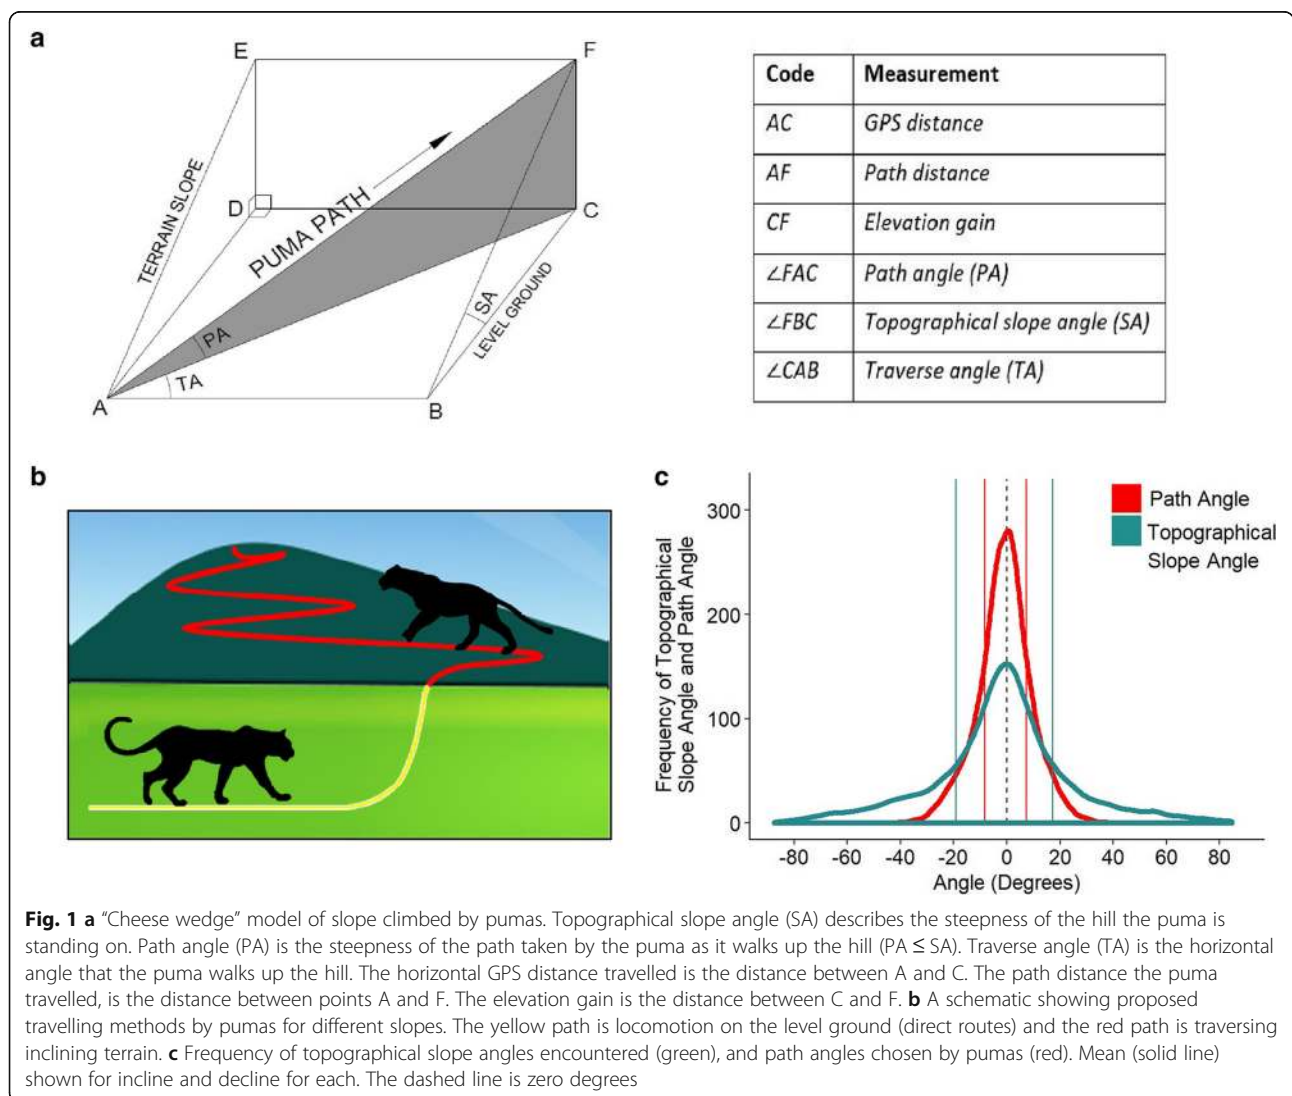 a
E
F
D
C
A
B
TERRAIN SLOPE
PUMA PATH
PA
TA
SA
LEVEL GROUND
Code Measurement
AC GPS distance
AF Path distance
CF Elevation gain
∠FAC Path angle (PA)
∠FBC Topographical slope angle (SA)
∠CAB Traverse angle (TA)
b
c
Frequency of Topographical
Slope Angle and Path Angle
300
200
100
0
-80 -60 -40 -20 0 20 40 60 80
Angle (Degrees)
Path Angle
Topographical
Slope Angle
Fig. 1 a "Cheese wedge" model of slope climbed by pumas. Topographical slope angle (SA) describes the steepness of the hill the puma is
standing on. Path angle (PA) is the steepness of the path taken by the puma as it walks up the hill (PA ≤ SA). Traverse angle (TA) is the horizontal
angle that the puma walks up the hill. The horizontal GPS distance travelled is the distance between A and C. The path distance the puma
travelled, is the distance between points A and F. The elevation gain is the distance between C and F. b A schematic showing proposed
travelling methods by pumas for different slopes. The yellow path is locomotion on the level ground (direct routes) and the red path is traversing
inclining terrain. c Frequency of topographical slope angles encountered (green), and path angles chosen by pumas (red). Mean (solid line)
shown for incline and decline for each. The dashed line is zero degrees